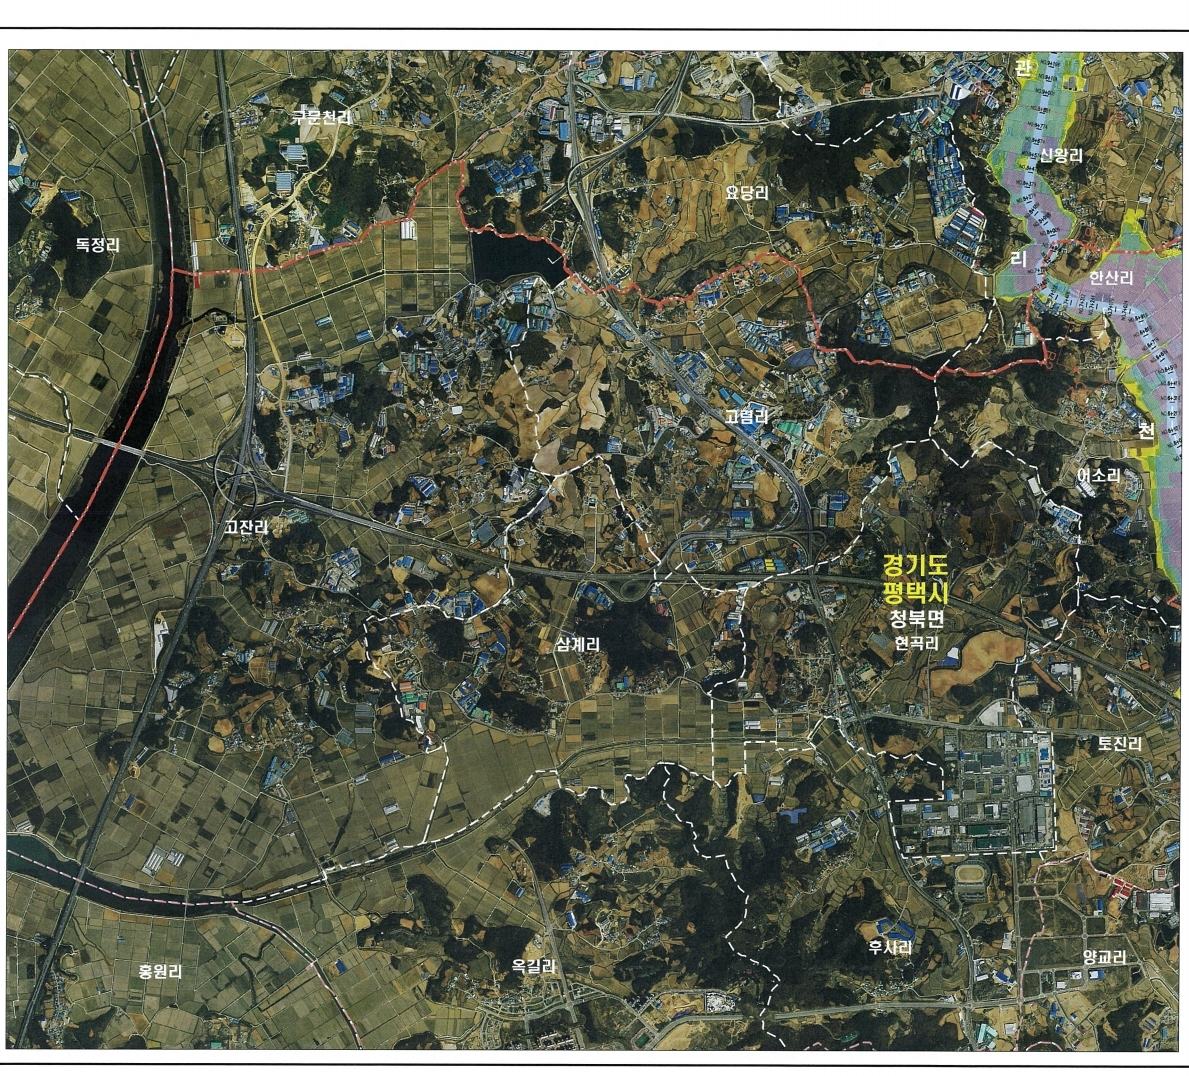 관
구문천리
신왕리
요당리
독정리
리
한산리
고렴리
천
어소리
고잔리
경기도
평택시
청북면
현곡리
삼계리
토진리
후사리
양교리
옥길리
홍원리